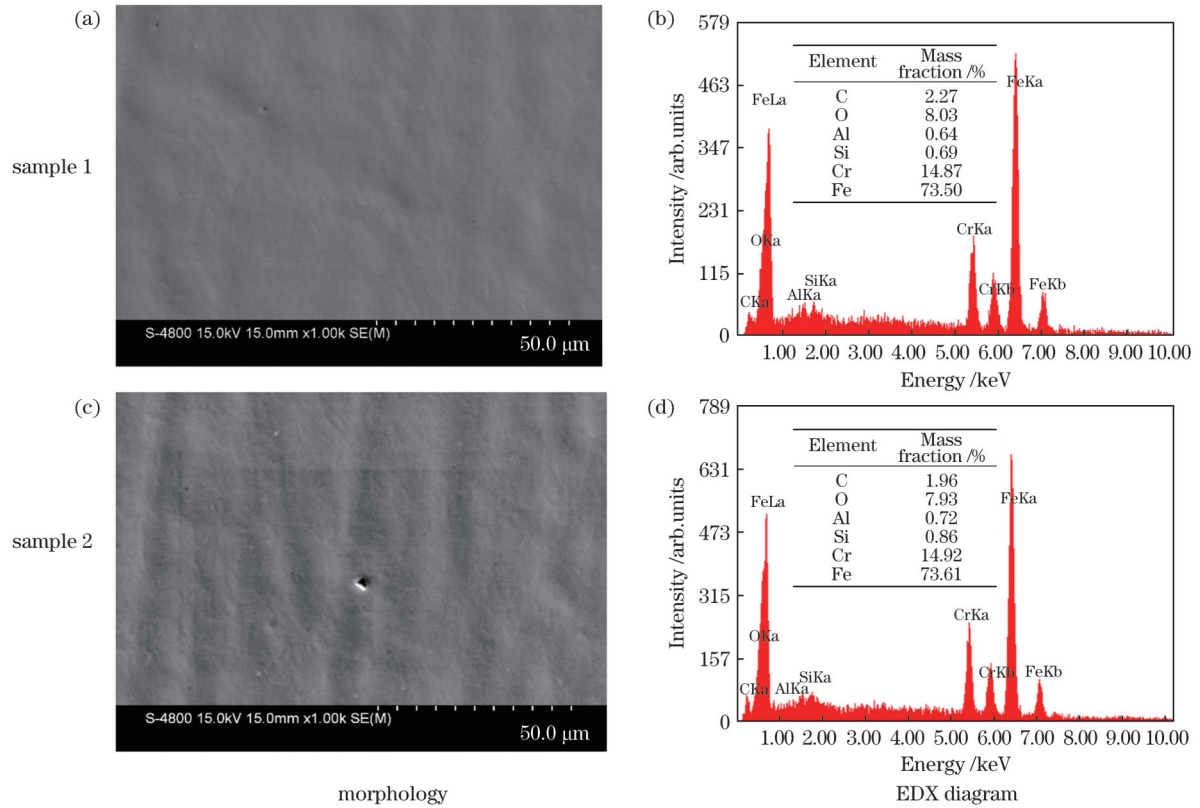 (a)
sample 1
S-4800 15.0kV 15.0mm x1.00k SE(M)
50.0 μm
(b)
579
463
347
231
115
0
Intensity /arb.units
Element Mass fraction /%
C 2.27
O 8.03
Al 0.64
Si 0.69
Cr 14.87
Fe 73.50
FeLa
OKa
CKa
AlKa
SiKa
CrKa
CrKb
FeKa
FeKb
1.00 2.00 3.00 4.00 5.00 6.00 7.00 8.00 9.00 10.00
Energy /keV
(c)
sample 2
S-4800 15.0kV 15.0mm x1.00k SE(M)
50.0 μm
(d)
789
631
473
315
157
0
Intensity /arb.units
Element Mass fraction /%
C 1.96
O 7.93
Al 0.72
Si 0.86
Cr 14.92
Fe 73.61
FeLa
OKa
CKa
AlKa
SiKa
CrKa
CrKb
FeKa
FeKb
1.00 2.00 3.00 4.00 5.00 6.00 7.00 8.00 9.00 10.00
Energy /keV
morphology
EDX diagram